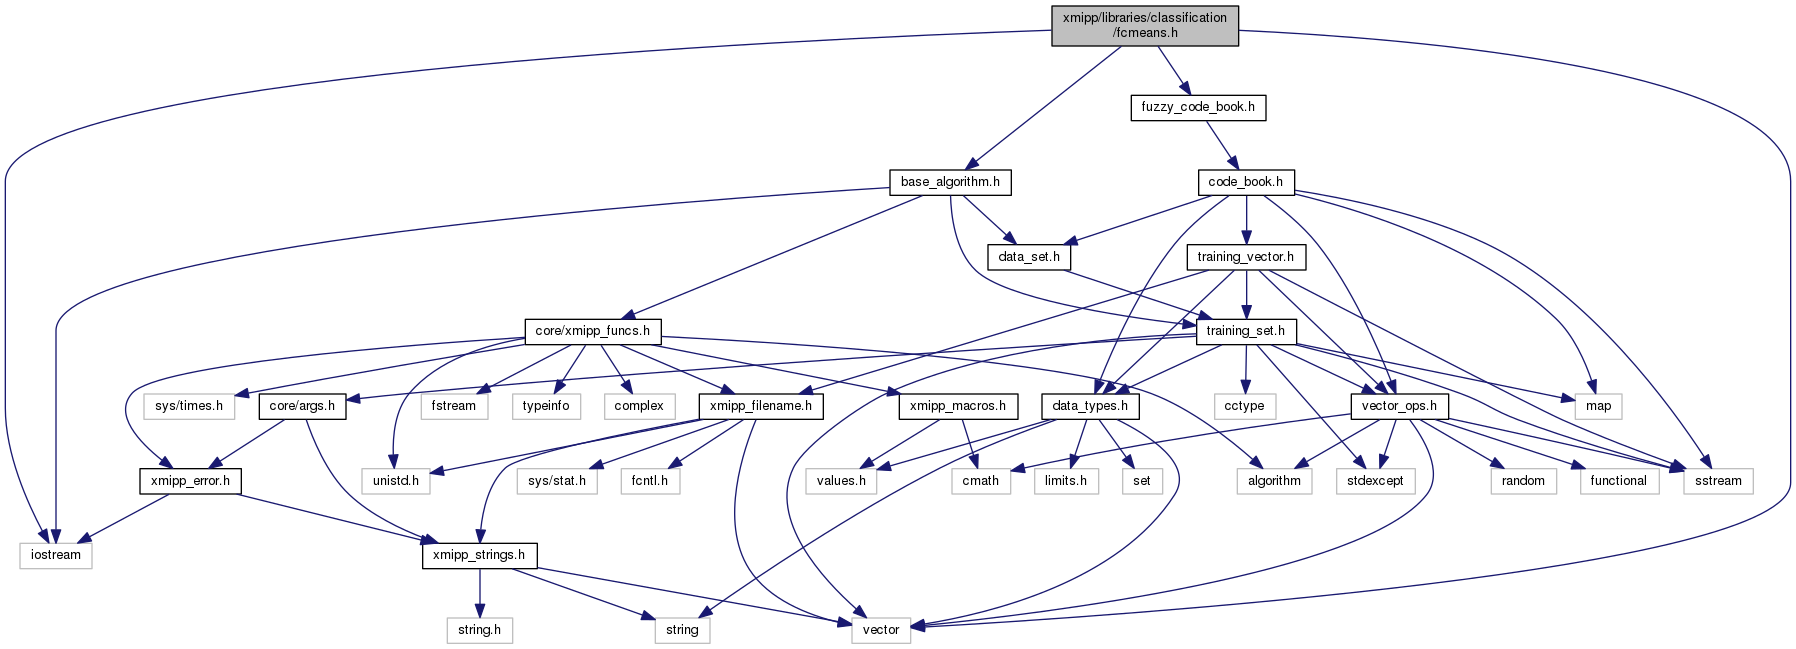 xmipp/libraries/classification
/fcmeans.h
fuzzy_code_book.h
base_algorithm.h
code_book.h
data_set.h
training_vector.h
core/xmipp_funcs.h
training_set.h
sys/times.h
core/args.h
fstream
typeinfo
complex
xmipp_filename.h
xmipp_macros.h
data_types.h
cctype
vector_ops.h
map
xmipp_error.h
unistd.h
sys/stat.h
fcntl.h
values.h
cmath
limits.h
set
algorithm
stdexcept
random
functional
sstream
iostream
xmipp_strings.h
string.h
string
vector